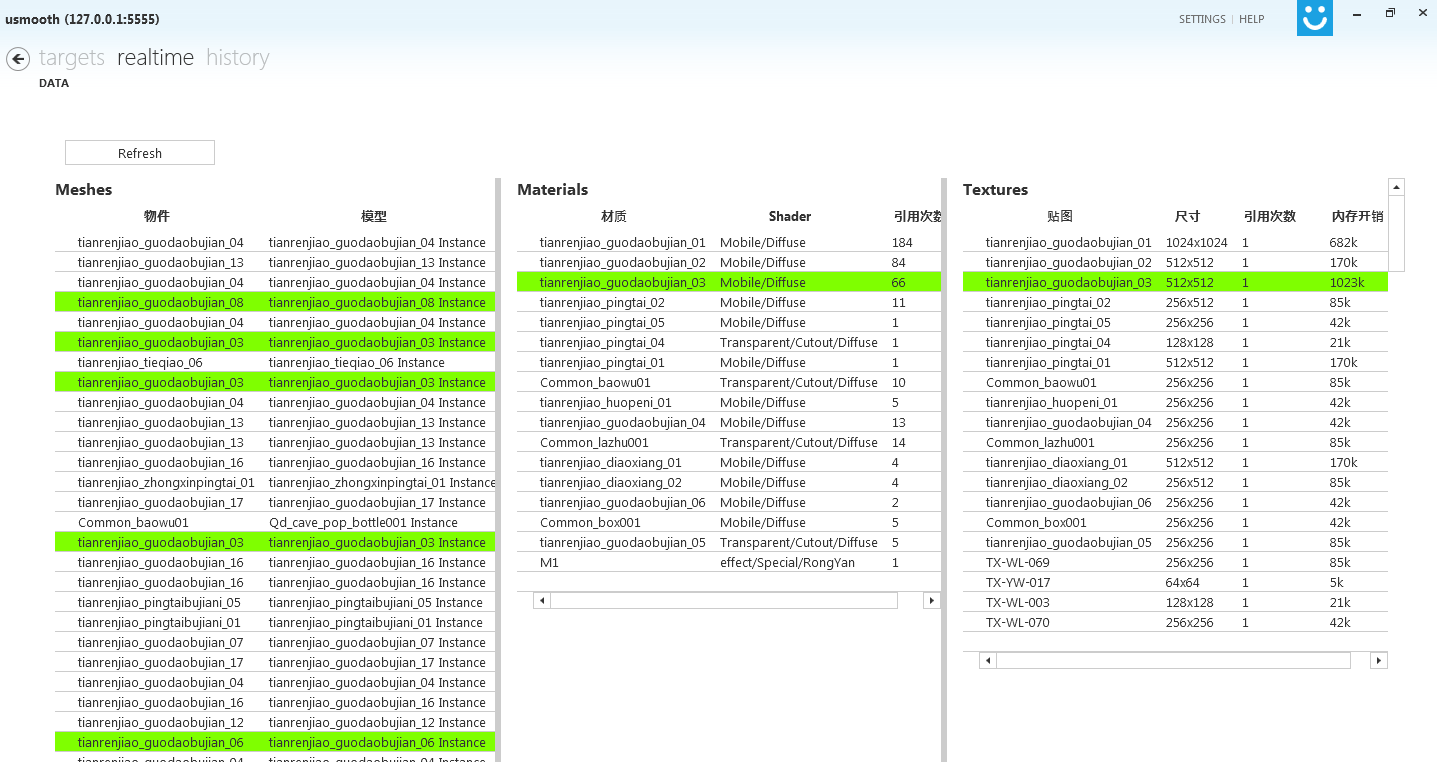 usmooth (127.0.0.1:5555)
SETTINGS | HELP
targets realtime history
DATA
Refresh
Meshes
物件 模型
tianrenjiao_guodaobujian_04 tianrenjiao_guodaobujian_04 Instance
tianrenjiao_guodaobujian_13 tianrenjiao_guodaobujian_13 Instance
tianrenjiao_guodaobujian_04 tianrenjiao_guodaobujian_04 Instance
tianrenjiao_guodaobujian_08 tianrenjiao_guodaobujian_08 Instance
tianrenjiao_guodaobujian_04 tianrenjiao_guodaobujian_04 Instance
tianrenjiao_guodaobujian_03 tianrenjiao_guodaobujian_03 Instance
tianrenjiao_tieqiao_06 tianrenjiao_tieqiao_06 Instance
tianrenjiao_guodaobujian_03 tianrenjiao_guodaobujian_03 Instance
tianrenjiao_guodaobujian_04 tianrenjiao_guodaobujian_04 Instance
tianrenjiao_guodaobujian_13 tianrenjiao_guodaobujian_13 Instance
tianrenjiao_guodaobujian_13 tianrenjiao_guodaobujian_13 Instance
tianrenjiao_guodaobujian_16 tianrenjiao_guodaobujian_16 Instance
tianrenjiao_zhongxinpingtai_01 tianrenjiao_zhongxinpingtai_01 Instance
tianrenjiao_guodaobujian_17 tianrenjiao_guodaobujian_17 Instance
Common_baowu01 Qd_cave_pop_bottle001 Instance
tianrenjiao_guodaobujian_03 tianrenjiao_guodaobujian_03 Instance
tianrenjiao_guodaobujian_16 tianrenjiao_guodaobujian_16 Instance
tianrenjiao_guodaobujian_16 tianrenjiao_guodaobujian_16 Instance
tianrenjiao_pingtaibujiani_05 tianrenjiao_pingtaibujiani_05 Instance
tianrenjiao_pingtaibujiani_01 tianrenjiao_pingtaibujiani_01 Instance
tianrenjiao_guodaobujian_07 tianrenjiao_guodaobujian_07 Instance
tianrenjiao_guodaobujian_17 tianrenjiao_guodaobujian_17 Instance
tianrenjiao_guodaobujian_04 tianrenjiao_guodaobujian_04 Instance
tianrenjiao_guodaobujian_16 tianrenjiao_guodaobujian_16 Instance
tianrenjiao_guodaobujian_12 tianrenjiao_guodaobujian_12 Instance
tianrenjiao_guodaobujian_06 tianrenjiao_guodaobujian_06 Instance
tianrenjiao_guodaobujian_04 tianrenjiao_guodaobujian_04 Instance
Materials
材质 Shader 引用次数
tianrenjiao_guodaobujian_01 Mobile/Diffuse 184
tianrenjiao_guodaobujian_02 Mobile/Diffuse 84
tianrenjiao_guodaobujian_03 Mobile/Diffuse 66
tianrenjiao_pingtai_02 Mobile/Diffuse 11
tianrenjiao_pingtai_05 Mobile/Diffuse 1
tianrenjiao_pingtai_04 Transparent/Cutout/Diffuse 1
tianrenjiao_pingtai_01 Mobile/Diffuse 1
Common_baowu01 Transparent/Cutout/Diffuse 10
tianrenjiao_huopeni_01 Mobile/Diffuse 5
tianrenjiao_guodaobujian_04 Mobile/Diffuse 13
Common_lazhu001 Transparent/Cutout/Diffuse 14
tianrenjiao_diaoxiang_01 Mobile/Diffuse 4
tianrenjiao_diaoxiang_02 Mobile/Diffuse 4
tianrenjiao_guodaobujian_06 Mobile/Diffuse 2
Common_box001 Mobile/Diffuse 5
tianrenjiao_guodaobujian_05 Transparent/Cutout/Diffuse 5
M1 effect/Special/RongYan 1
Textures
贴图 尺寸 引用次数 内存开销
tianrenjiao_guodaobujian_01 1024x1024 1 682k
tianrenjiao_guodaobujian_02 512x512 1 170k
tianrenjiao_guodaobujian_03 512x512 1 1023k
tianrenjiao_pingtai_02 256x512 1 85k
tianrenjiao_pingtai_05 256x256 1 42k
tianrenjiao_pingtai_04 128x128 1 21k
tianrenjiao_pingtai_01 512x512 1 170k
Common_baowu01 256x256 1 85k
tianrenjiao_huopeni_01 256x256 1 42k
tianrenjiao_guodaobujian_04 256x256 1 42k
Common_lazhu001 256x256 1 85k
tianrenjiao_diaoxiang_01 512x512 1 170k
tianrenjiao_diaoxiang_02 256x512 1 85k
tianrenjiao_guodaobujian_06 256x256 1 42k
Common_box001 256x256 1 42k
tianrenjiao_guodaobujian_05 256x256 1 85k
TX-WL-069 256x256 1 85k
TX-YW-017 64x64 1 5k
TX-WL-003 128x128 1 21k
TX-WL-070 256x256 1 42k